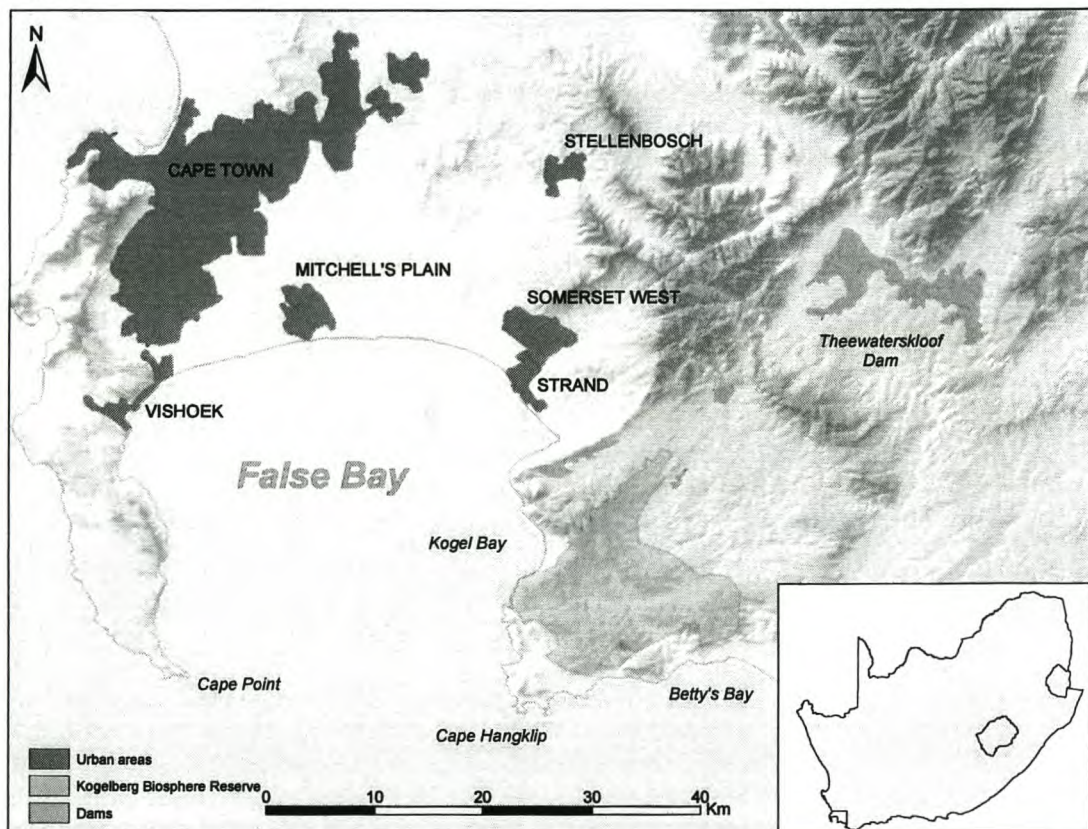 N
STELLENBOSCH
CAPE TOWN
MITCHELL'S PLAIN
SOMERSET WEST
Theewaterskloof
Dam
STRAND
VISHOEK
False Bay
Kogel Bay
Cape Point
Betty's Bay
Cape Hangklip
Urban areas
Kogelberg Biosphere Reserve
Dams
0 10 20 30 40
Km